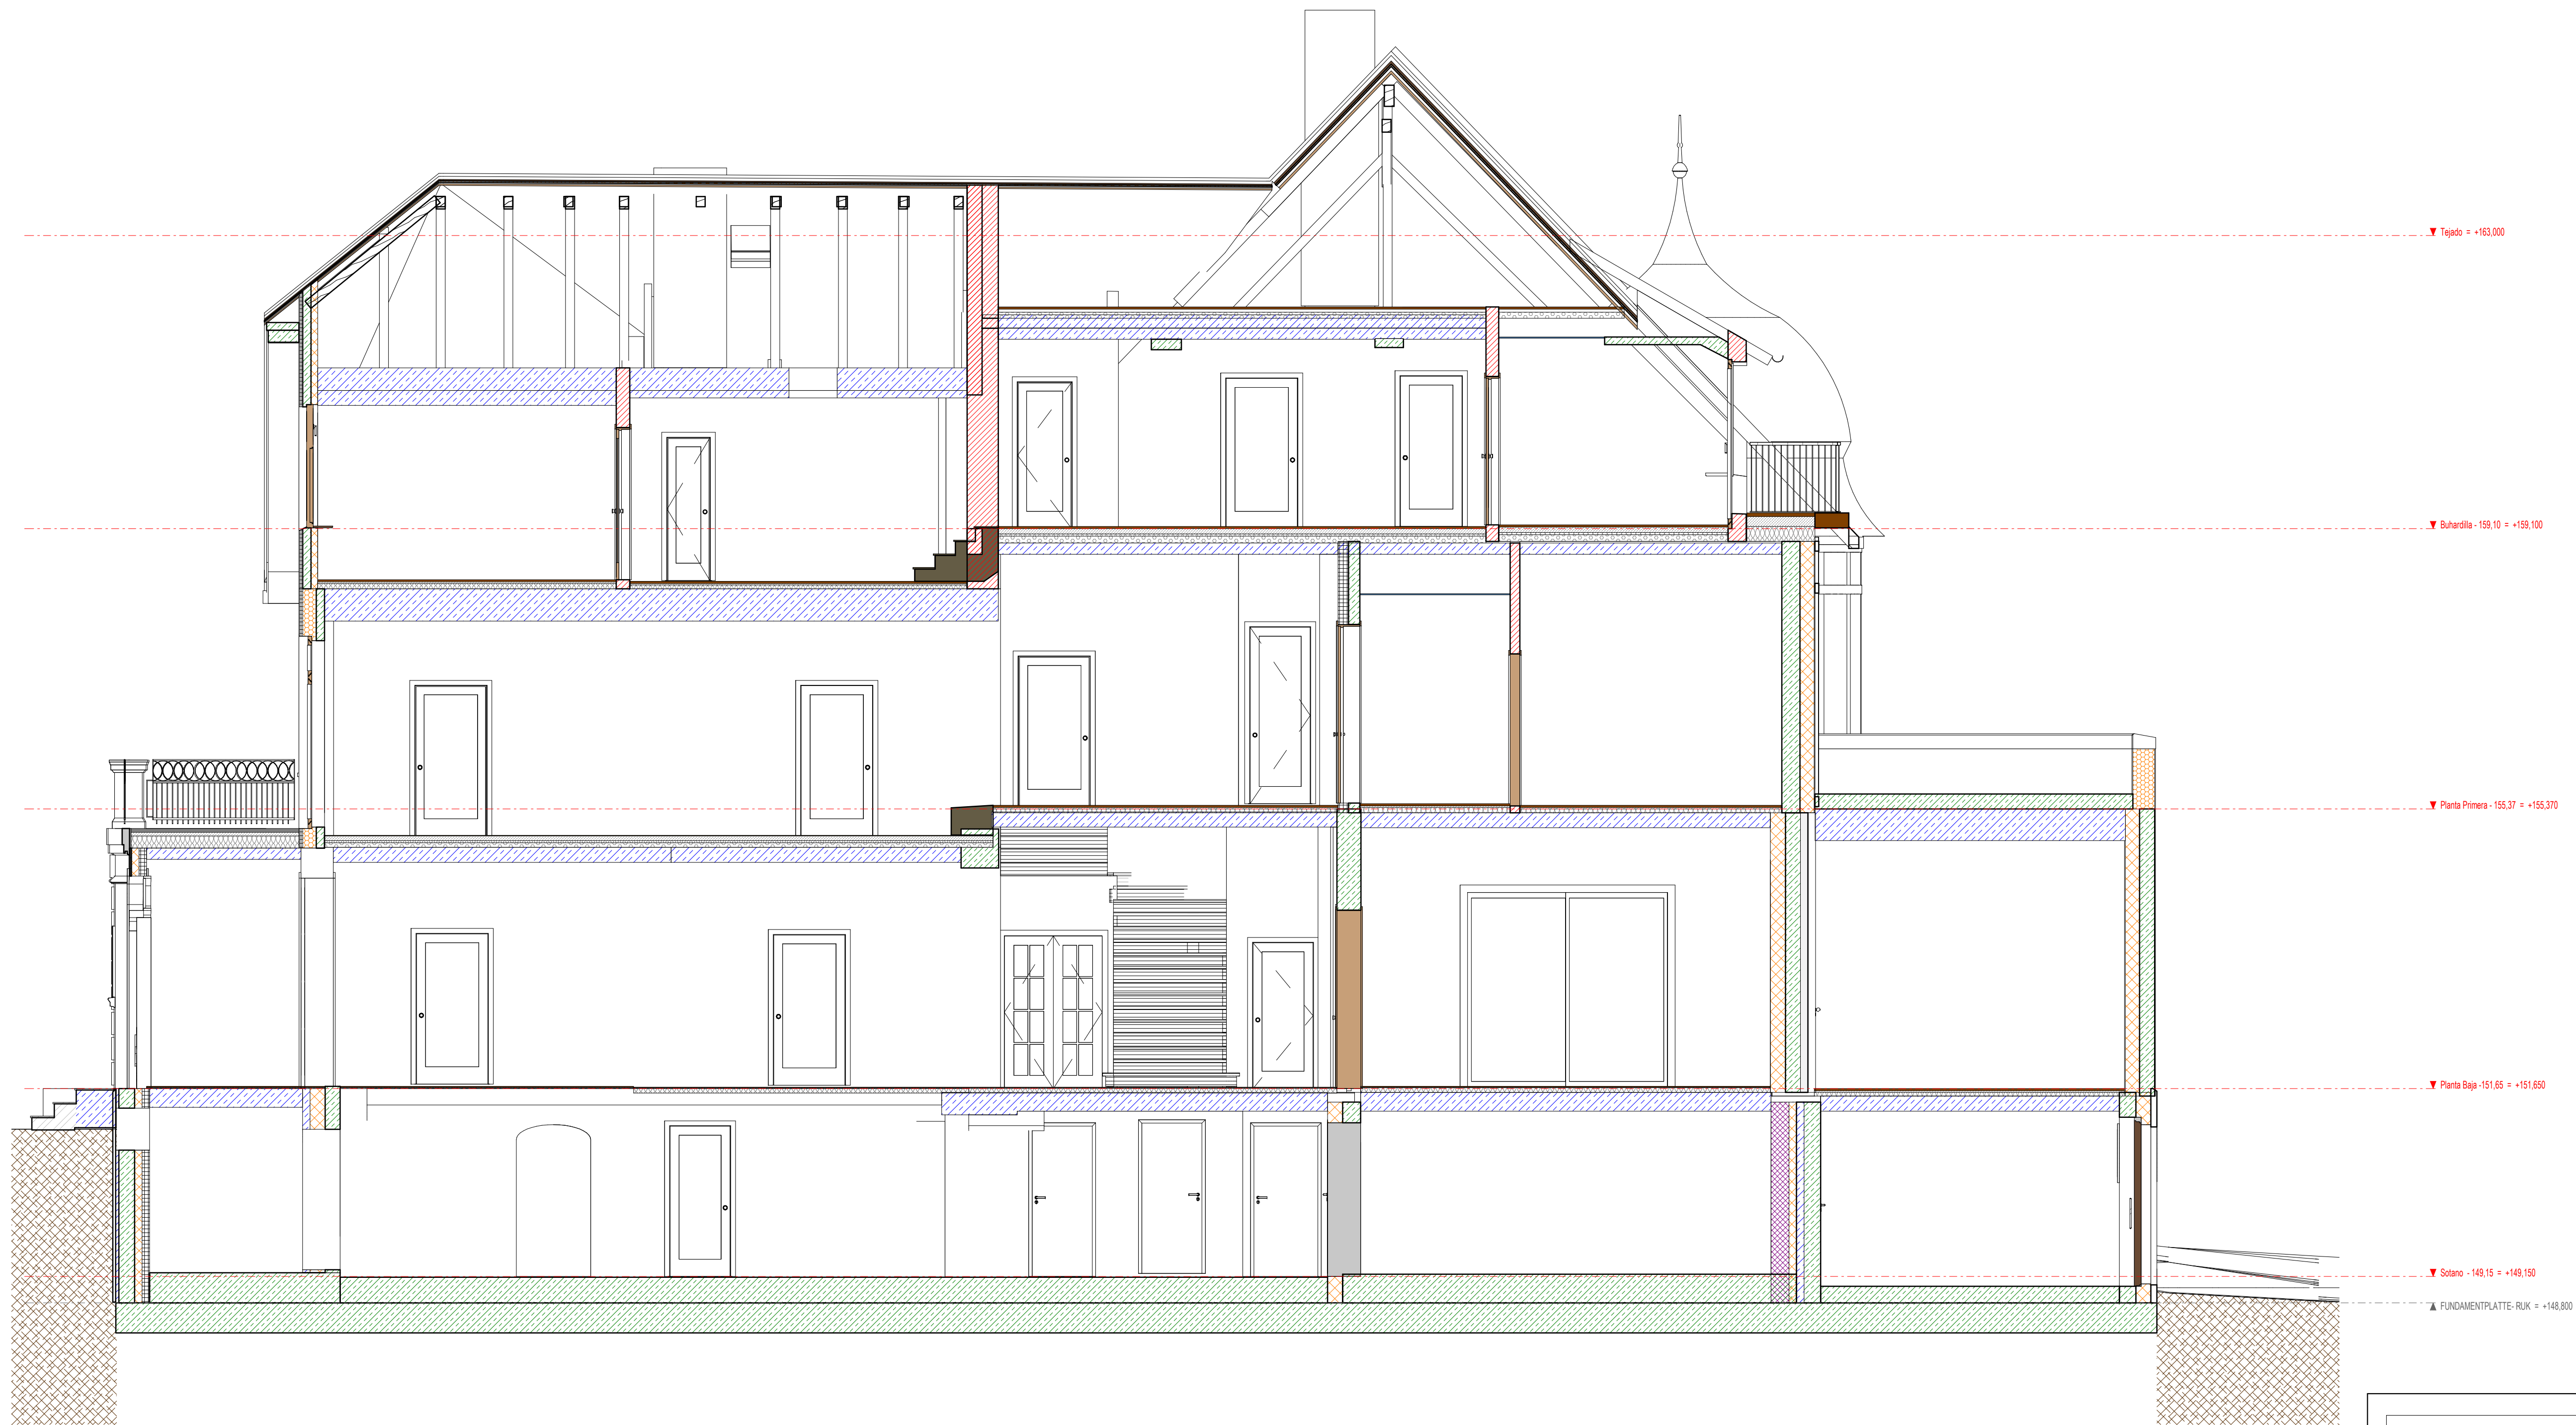 Tejado = +163,000
Buhardilla - 159,10 = +159,100
Planta Primera - 155,37 = +155,370
Planta Baja -151,65 = +151,650
Sotano - 149,15 = +149,150
FUNDAMENTPLATTE- RUK = +148,800